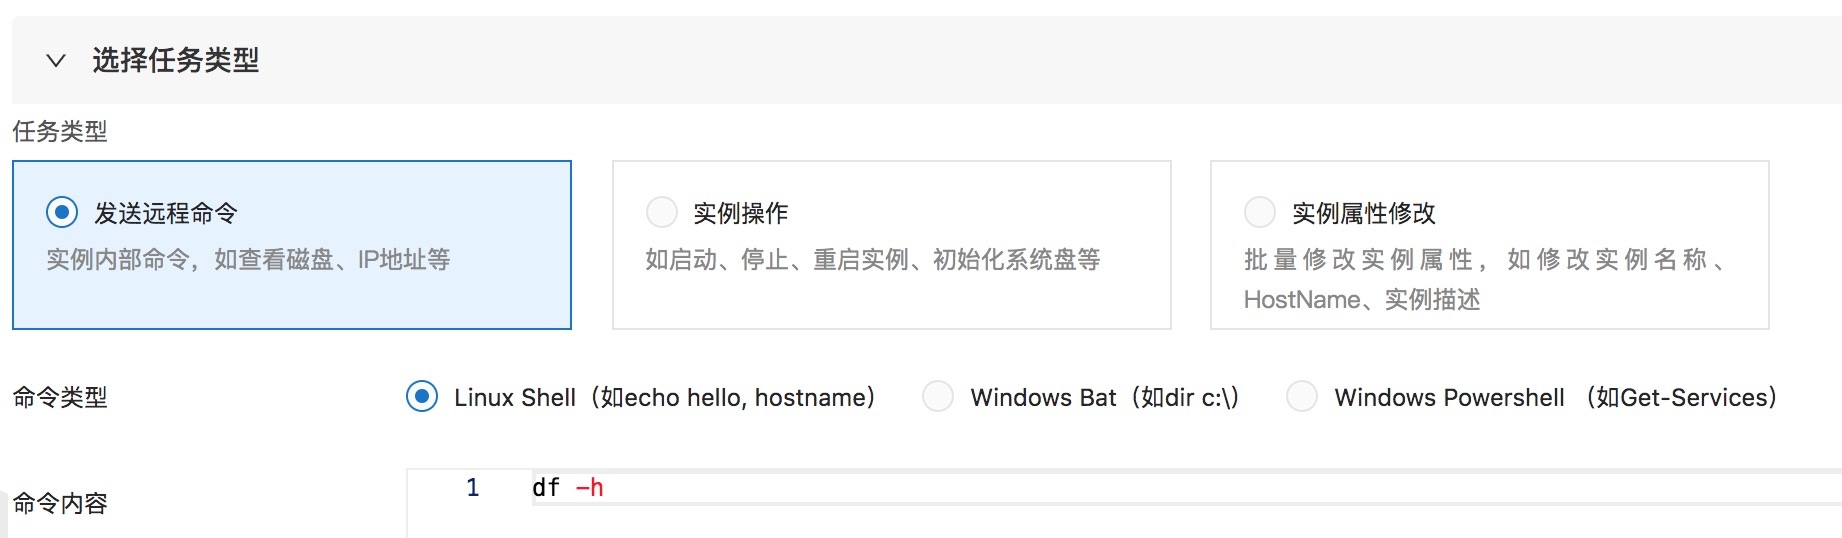 选择任务类型
任务类型
发送远程命令
实例内部命令，如查看磁盘、IP地址等
实例操作
如启动、停止、重启实例、初始化系统盘等
实例属性修改
批量修改实例属性，如修改实例名称、
HostName、实例描述
命令类型
Linux Shell（如echo hello, hostname）
Windows Bat（如dir c:\）
Windows Powershell （如Get-Services）
命令内容
1 df -h